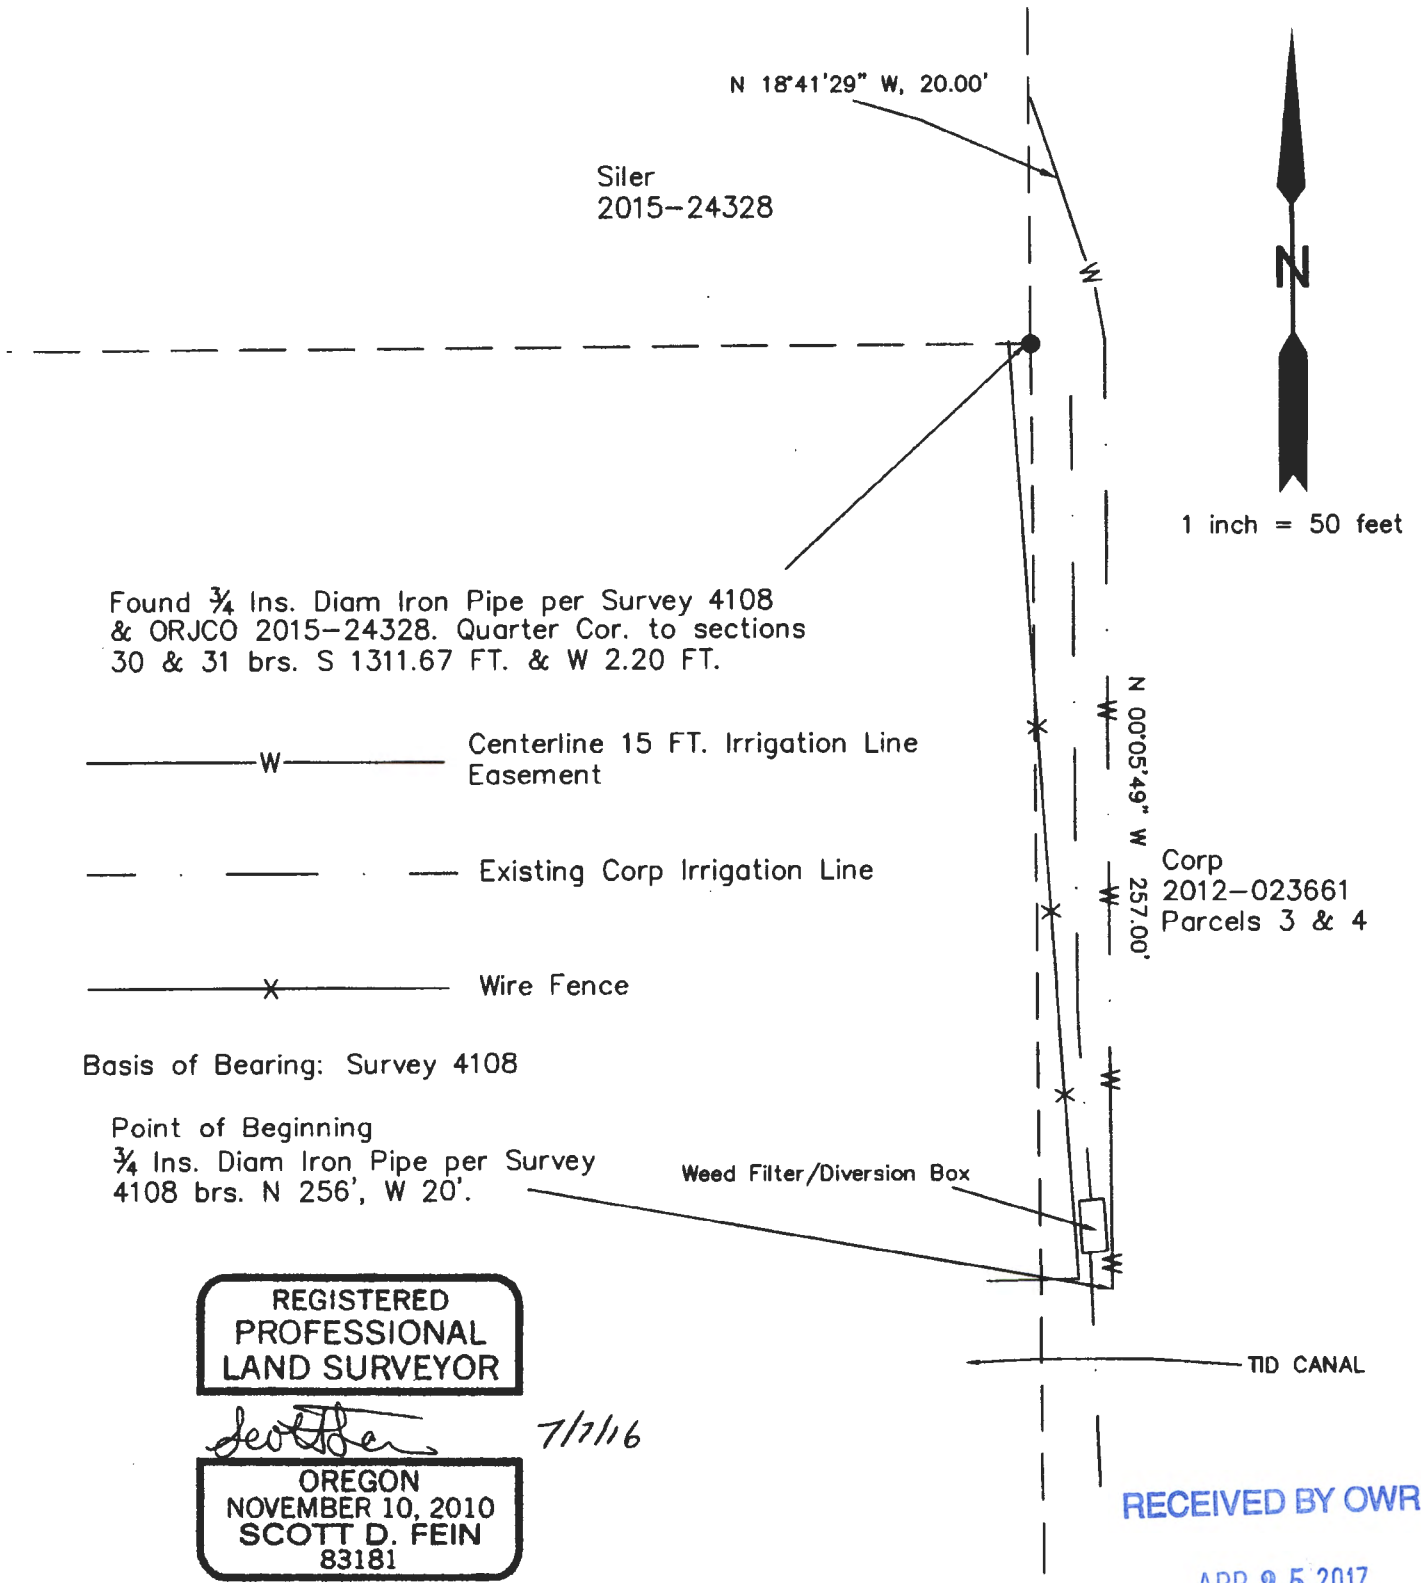 N 18°41'29" W, 20.00'
Siler
2015-24328
N
1 inch = 50 feet
Found ¾ Ins. Diam Iron Pipe per Survey 4108
& ORJCO 2015-24328. Quarter Cor. to sections
30 & 31 brs. S 1311.67 FT. & W 2.20 FT.
W
Centerline 15 FT. Irrigation Line
Easement
N 00°05'49" W 257.00'
Existing Corp Irrigation Line
Corp
2012-023661
Parcels 3 & 4
Wire Fence
Basis of Bearing: Survey 4108
Point of Beginning
¾ Ins. Diam Iron Pipe per Survey
4108 brs. N 256', W 20'.
Weed Filter/Diversion Box
TID CANAL
REGISTERED
PROFESSIONAL
LAND SURVEYOR
7/7/16
OREGON
NOVEMBER 10, 2010
SCOTT D. FEIN
83181
RECEIVED BY OWR
2017